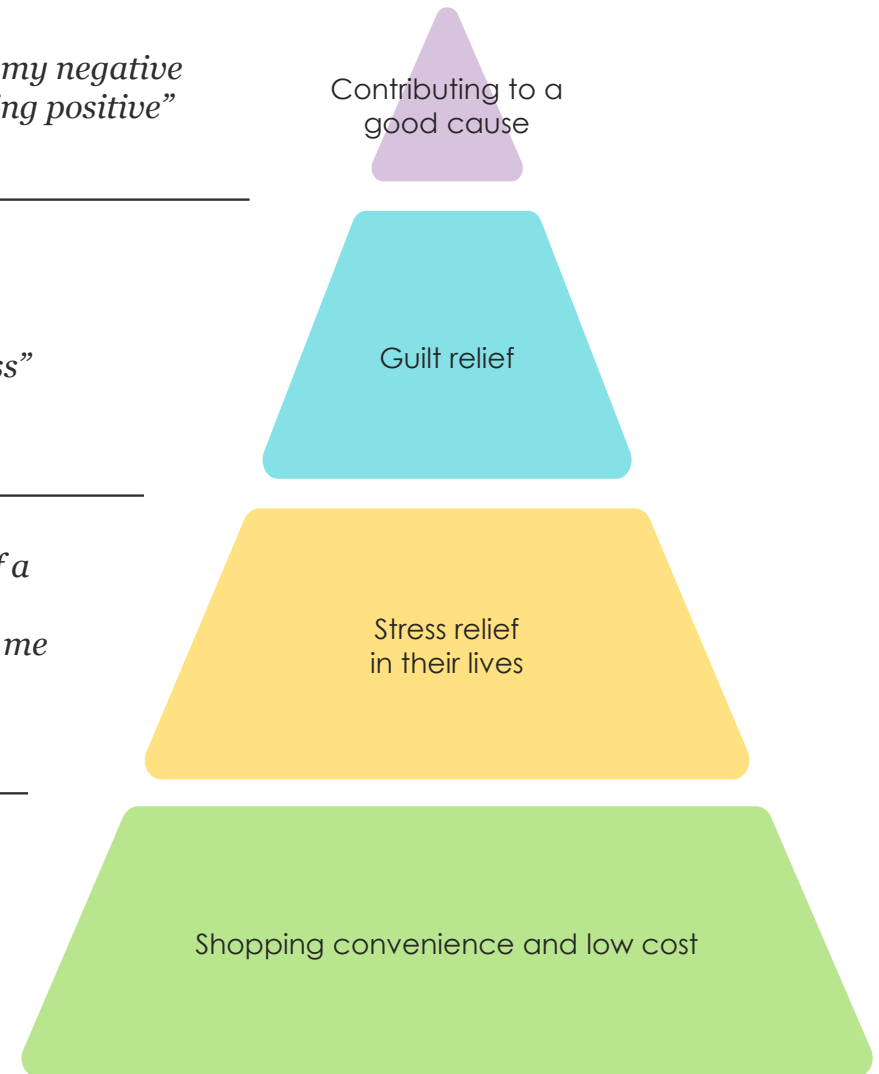 my negative
ing positive”
Contributing to a
good cause
ss”
Guilt relief
f a
me
Stress relief
in their lives
Shopping convenience and low cost